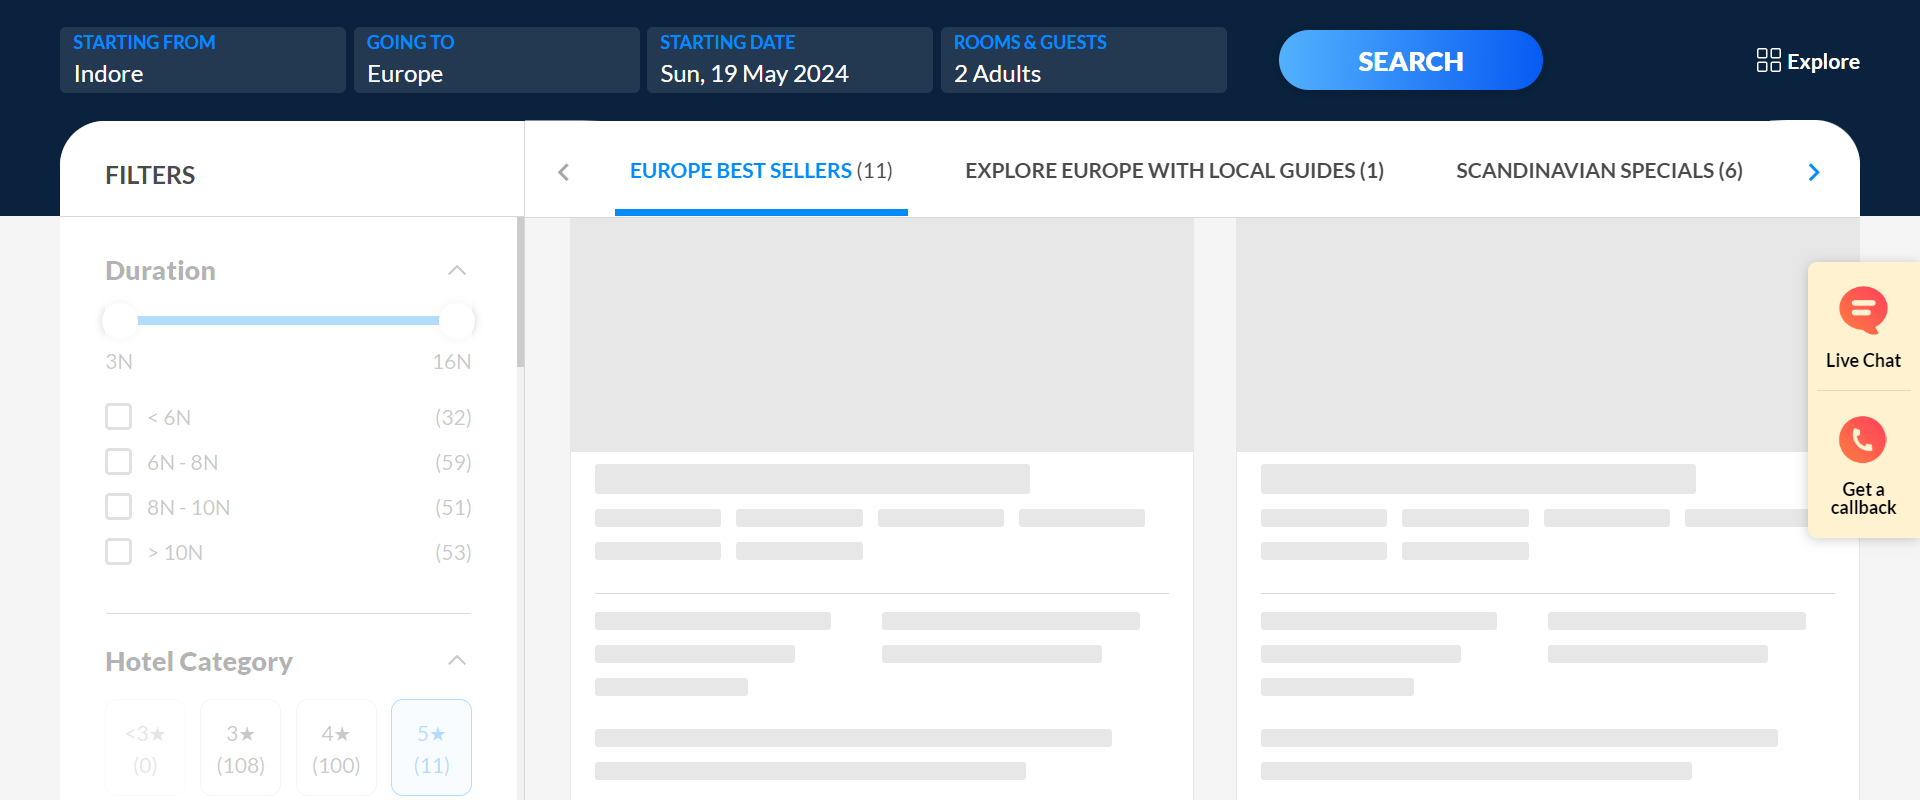 STARTING FROM
Indore
GOING TO
Europe
STARTING DATE
Sun, 19 May 2024
ROOMS & GUESTS
2 Adults
SEARCH
Explore
FILTERS
EUROPE BEST SELLERS (11)
EXPLORE EUROPE WITH LOCAL GUIDES (1)
SCANDINAVIAN SPECIALS (6)
Duration
3N
16N
< 6N (32)
6N - 8N (59)
8N - 10N (51)
> 10N (53)
Hotel Category
<3★ 3★ 4★ 5★
(0) (108) (100) (11)
Live Chat
Get a
callback